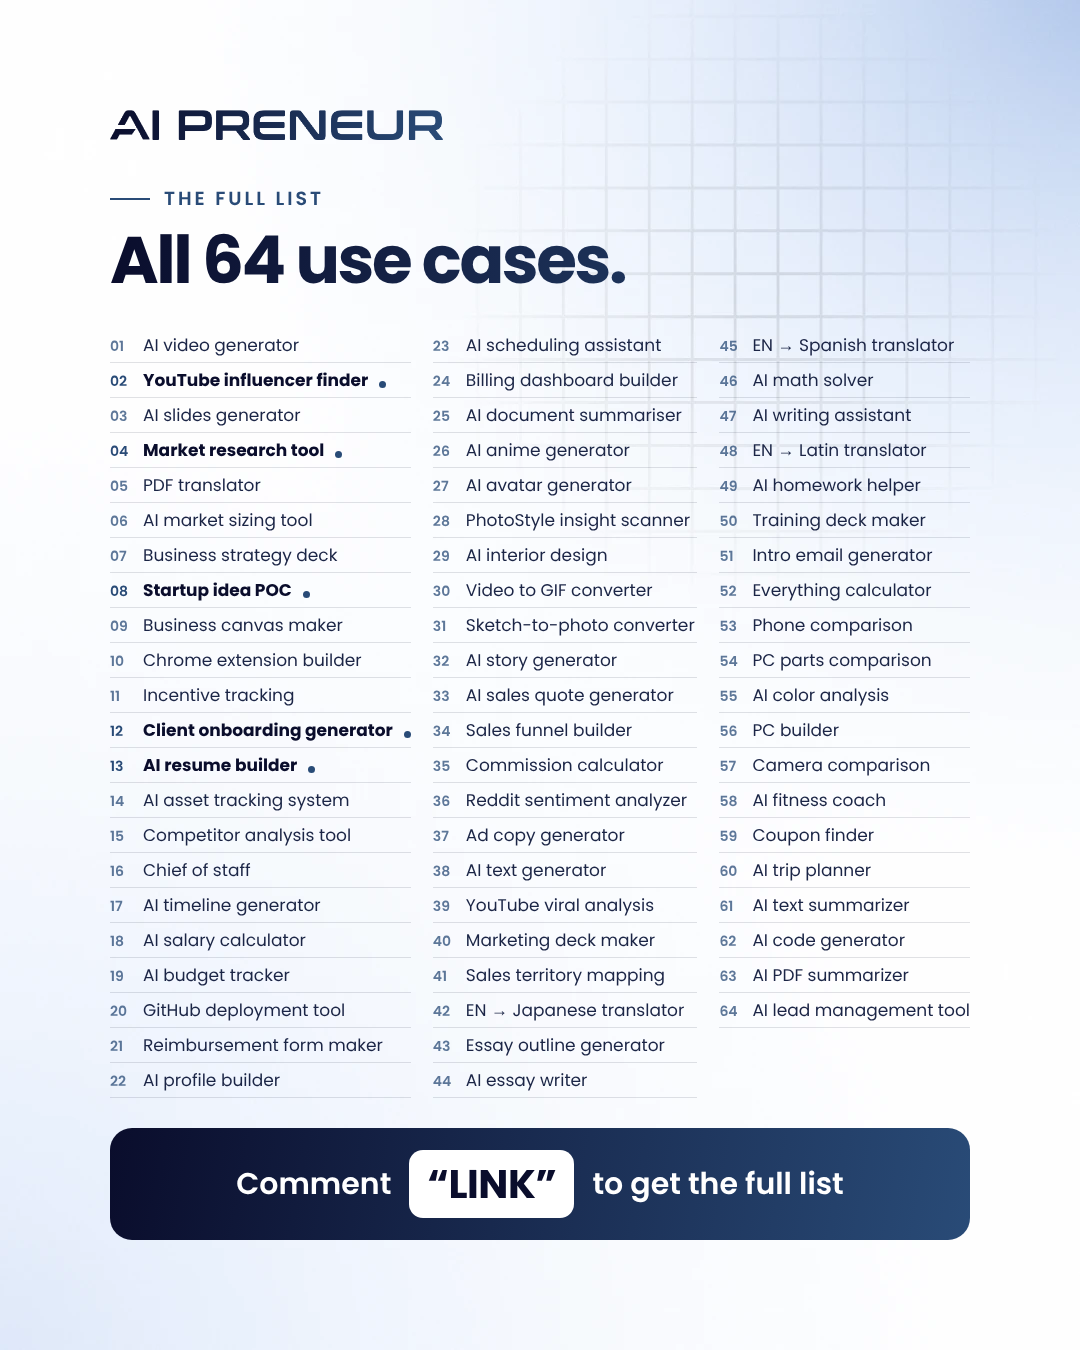 AI PRENEUR
THE FULL LIST
All 64 use cases.
01 AI video generator
02 YouTube influencer finder
03 AI slides generator
04 Market research tool
05 PDF translator
06 AI market sizing tool
07 Business strategy deck
08 Startup idea POC
09 Business canvas maker
10 Chrome extension builder
11 Incentive tracking
12 Client onboarding generator
13 AI resume builder
14 AI asset tracking system
15 Competitor analysis tool
16 Chief of staff
17 AI timeline generator
18 AI salary calculator
19 AI budget tracker
20 GitHub deployment tool
21 Reimbursement form maker
22 AI profile builder
23 AI scheduling assistant
24 Billing dashboard builder
25 AI document summariser
26 AI anime generator
27 AI avatar generator
28 PhotoStyle insight scanner
29 AI interior design
30 Video to GIF converter
31 Sketch-to-photo converter
32 AI story generator
33 AI sales quote generator
34 Sales funnel builder
35 Commission calculator
36 Reddit sentiment analyzer
37 Ad copy generator
38 AI text generator
39 YouTube viral analysis
40 Marketing deck maker
41 Sales territory mapping
42 EN → Japanese translator
43 Essay outline generator
44 AI essay writer
45 EN → Spanish translator
46 AI math solver
47 AI writing assistant
48 EN → Latin translator
49 AI homework helper
50 Training deck maker
51 Intro email generator
52 Everything calculator
53 Phone comparison
54 PC parts comparison
55 AI color analysis
56 PC builder
57 Camera comparison
58 AI fitness coach
59 Coupon finder
60 AI trip planner
61 AI text summarizer
62 AI code generator
63 AI PDF summarizer
64 AI lead management tool
Comment “LINK” to get the full list